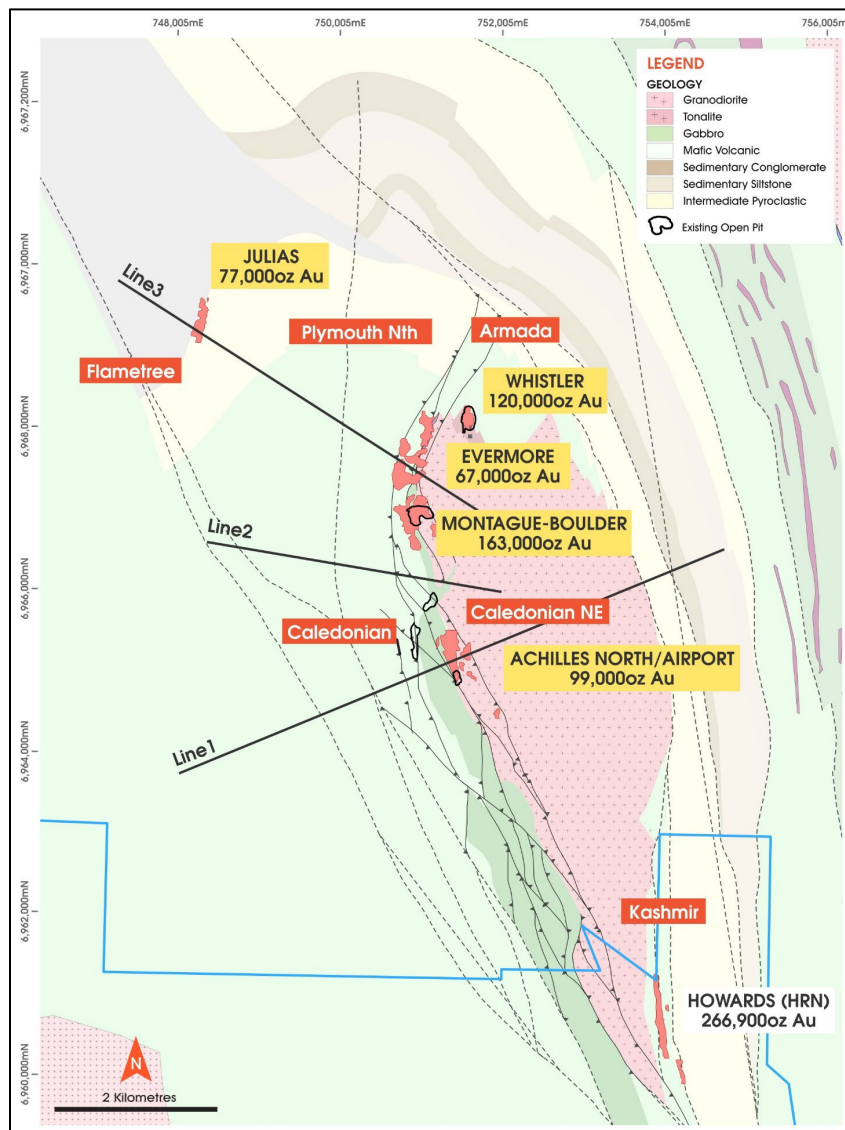 748,005mE
750,005mE
752,005mE
754,005mE
756,005mE
6,967,200mN
6,967,000mN
6,968,000mN
6,966,000mN
6,964,000mN
6,962,000mN
6,960,000mN
LEGEND
GEOLOGY
Granodiorite
Tonalite
Gabbro
Mafic Volcanic
Sedimentary Conglomerate
Sedimentary Siltstone
Intermediate Pyroclastic
Existing Open Pit
JULIAS
77,000oz Au
Line3
Plymouth Nth
Armada
Flametree
WHISTLER
120,000oz Au
EVERMORE
67,000oz Au
MONTAGUE-BOULDER
163,000oz Au
Line2
Caledonian NE
Caledonian
ACHILLES NORTH/AIRPORT
99,000oz Au
Line1
Kashmir
HOWARDS (HRN)
266,900oz Au
N
2 Kilometres